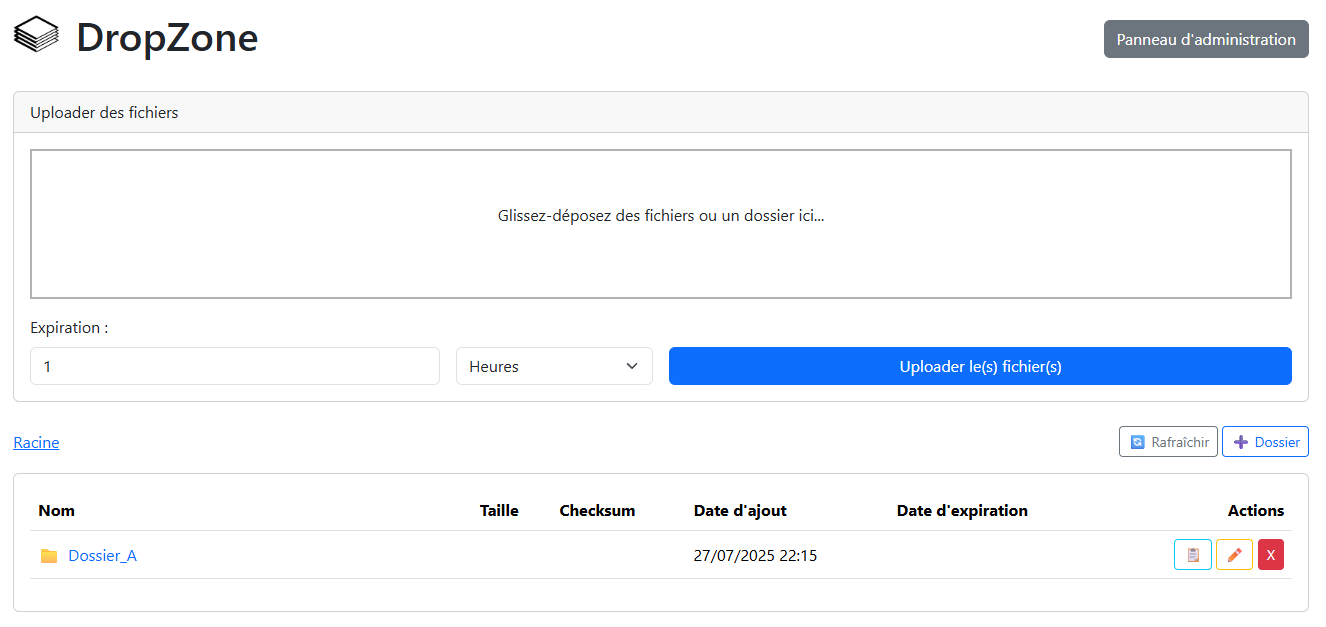 DropZone
Panneau d'administration
Uploader des fichiers
Glissez-déposez des fichiers ou un dossier ici...
Expiration :
1 Heures Uploader le(s) fichier(s)
Racine Rafraîchir Dossier
Nom Taille Checksum Date d'ajout Date d'expiration Actions
Dossier_A 27/07/2025 22:15 X